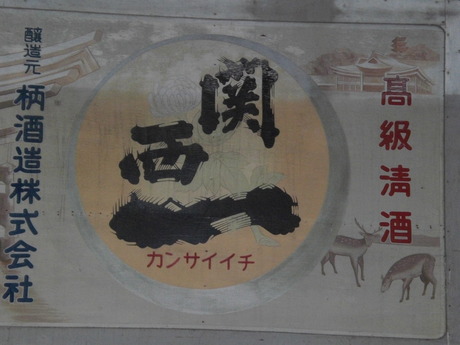 高級清酒
関西一
カンサイイチ
醸造元
柄酒造株式会社